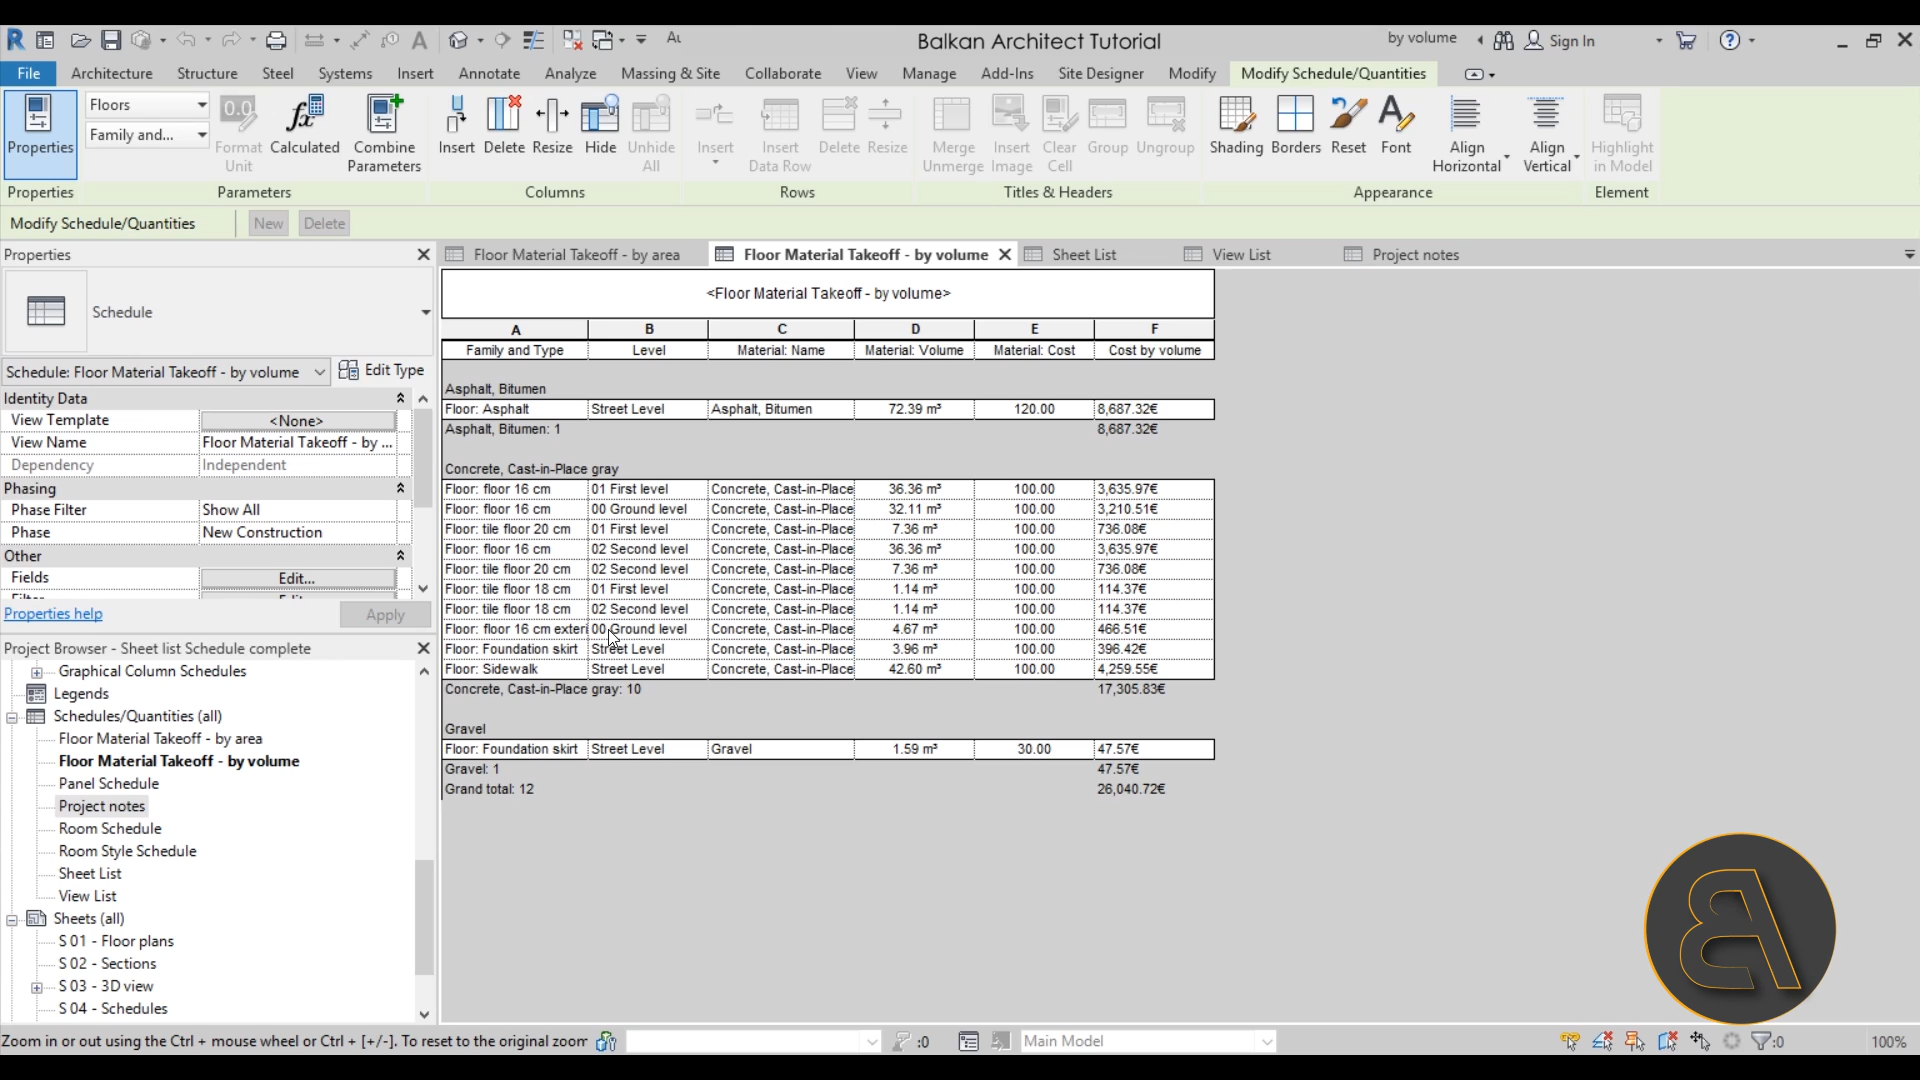 Balkan Architect Tutorial
by volume
Sign In
File Architecture Structure Steel Systems Insert Annotate Analyze Massing & Site Collaborate View Manage Add-Ins Site Designer Modify Modify Schedule/Quantities
Properties
Floors
Family and...
Format Unit
Calculated
Combine Parameters
Insert Delete Resize Hide Unhide All
Insert
Insert Data Row
Delete Resize
Merge Unmerge
Insert Image
Clear Cell
Group Ungroup
Shading Borders Reset Font
Align Horizontal
Align Vertical
Highlight in Model
Properties Parameters Columns Rows Titles & Headers Appearance Element
Modify Schedule/Quantities New Delete
Properties
Schedule
Schedule: Floor Material Takeoff - by volume Edit Type
Identity Data
View Template <None>
View Name Floor Material Takeoff - by ...
Dependency Independent
Phasing
Phase Filter Show All
Phase New Construction
Other
Fields Edit...
Properties help Apply
Project Browser - Sheet list Schedule complete
Graphical Column Schedules
Legends
Schedules/Quantities (all)
Floor Material Takeoff - by area
Floor Material Takeoff - by volume
Panel Schedule
Project notes
Room Schedule
Room Style Schedule
Sheet List
View List
Sheets (all)
S 01 - Floor plans
S 02 - Sections
S 03 - 3D view
S 04 - Schedules
Floor Material Takeoff - by area Floor Material Takeoff - by volume Sheet List View List Project notes
<Floor Material Takeoff - by volume>
A B C D E F
Family and Type Level Material: Name Material: Volume Material: Cost Cost by volume
Asphalt, Bitumen
Floor: Asphalt Street Level Asphalt, Bitumen 72.39 m³ 120.00 8,687.32€
Asphalt, Bitumen: 1 8,687.32€
Concrete, Cast-in-Place gray
Floor: floor 16 cm 01 First level Concrete, Cast-in-Place 36.36 m³ 100.00 3,635.97€
Floor: floor 16 cm 00 Ground level Concrete, Cast-in-Place 32.11 m³ 100.00 3,210.51€
Floor: tile floor 20 cm 01 First level Concrete, Cast-in-Place 7.36 m³ 100.00 736.08€
Floor: floor 16 cm 02 Second level Concrete, Cast-in-Place 36.36 m³ 100.00 3,635.97€
Floor: tile floor 20 cm 02 Second level Concrete, Cast-in-Place 7.36 m³ 100.00 736.08€
Floor: tile floor 18 cm 01 First level Concrete, Cast-in-Place 1.14 m³ 100.00 114.37€
Floor: tile floor 18 cm 02 Second level Concrete, Cast-in-Place 1.14 m³ 100.00 114.37€
Floor: floor 16 cm exteri 00 Ground level Concrete, Cast-in-Place 4.67 m³ 100.00 466.51€
Floor: Foundation skirt Street Level Concrete, Cast-in-Place 3.96 m³ 100.00 396.42€
Floor: Sidewalk Street Level Concrete, Cast-in-Place 42.60 m³ 100.00 4,259.55€
Concrete, Cast-in-Place gray: 10 17,305.83€
Gravel
Floor: Foundation skirt Street Level Gravel 1.59 m³ 30.00 47.57€
Gravel: 1 47.57€
Grand total: 12 26,040.72€
Zoom in or out using the Ctrl + mouse wheel or Ctrl + [+/-]. To reset to the original zoom :0 Main Model :0 100%